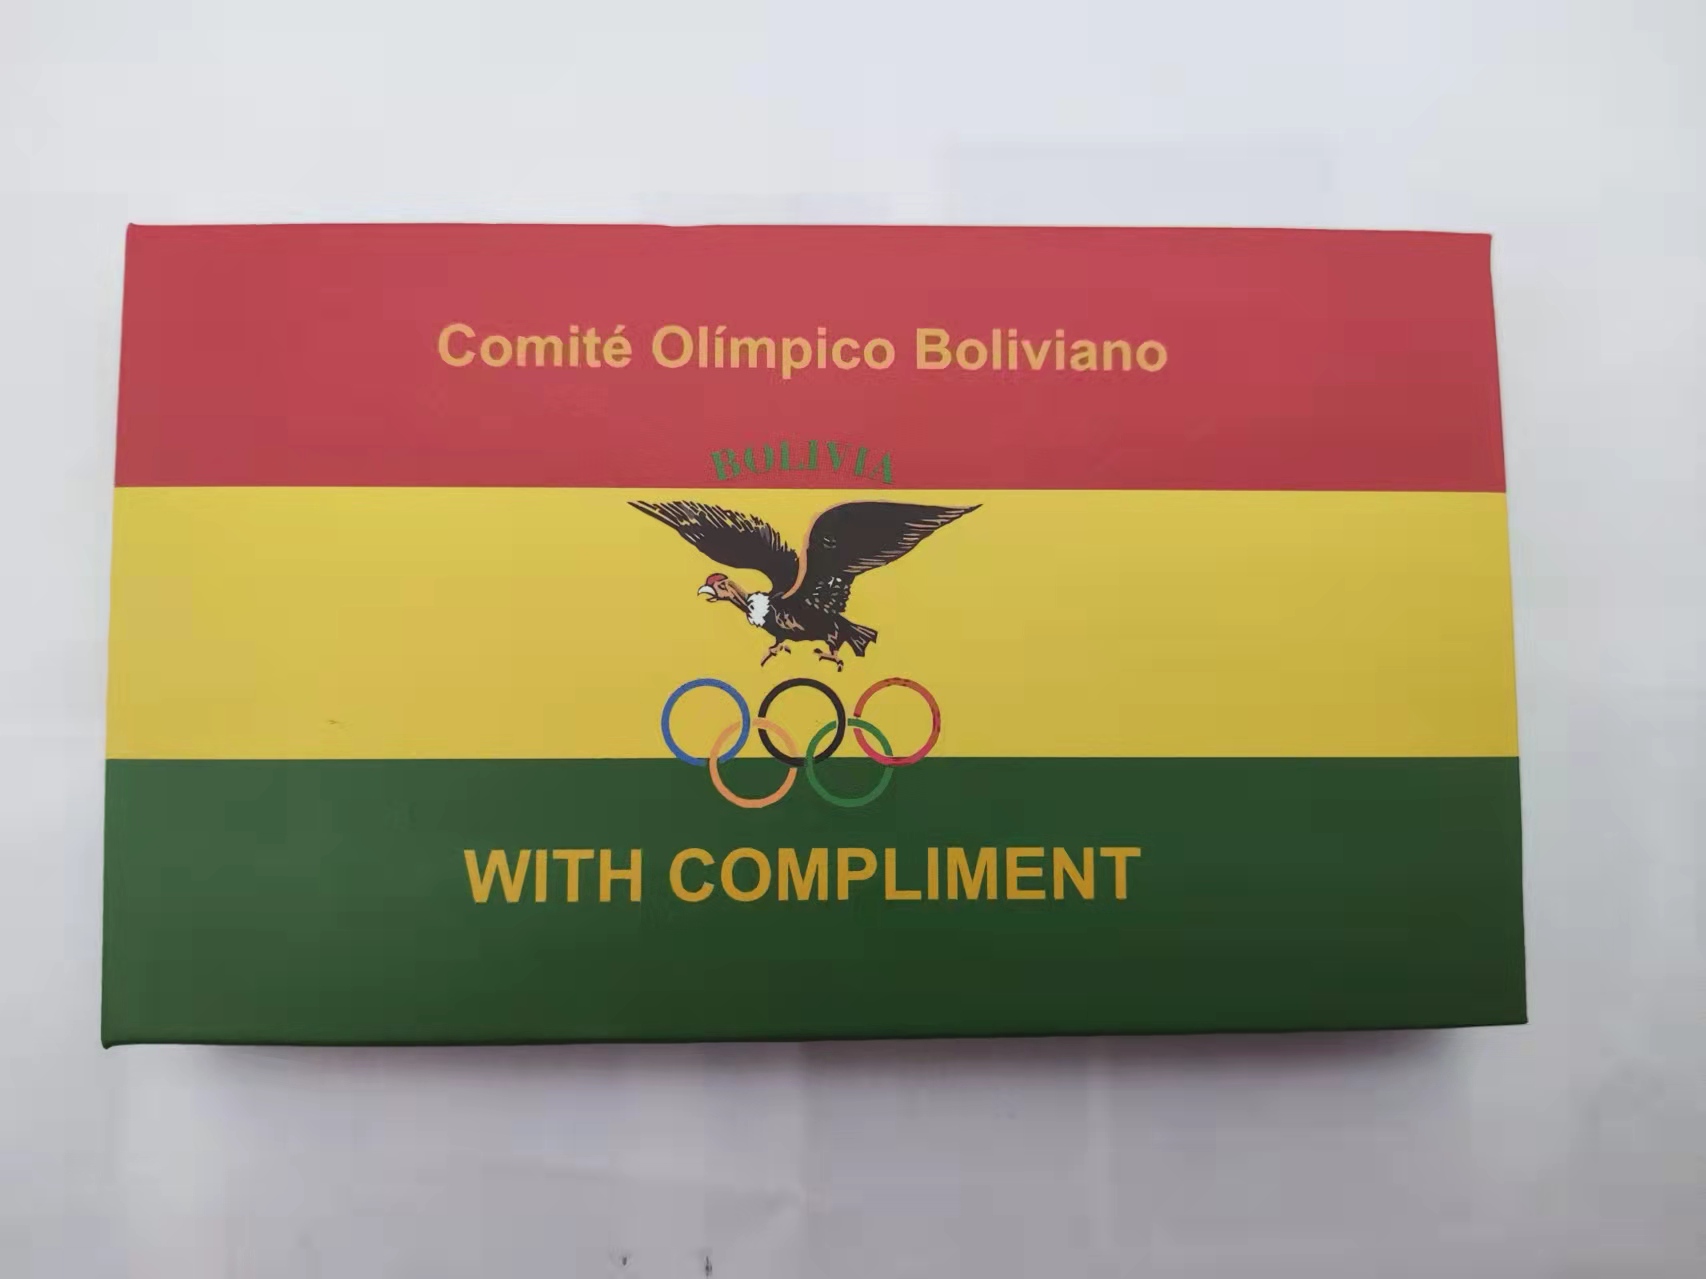 Comité Olímpico Boliviano
BOLIVIA
WITH COMPLIMENT